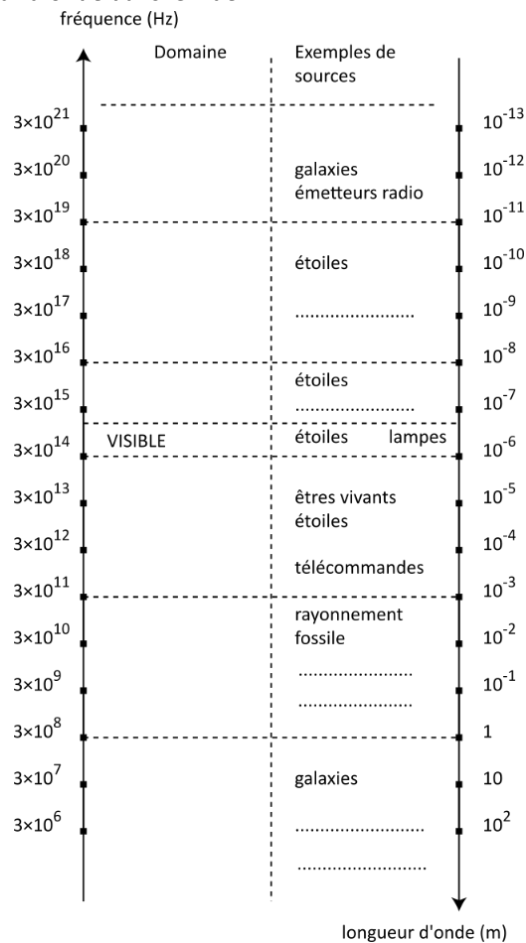 fréquence (Hz)
Domaine
Exemples de
sources
3×10^21
10^-13
3×10^20
galaxies
10^-12
émetteurs radio
3×10^19
10^-11
3×10^18
étoiles
10^-10
3×10^17
....................
10^-9
3×10^16
10^-8
étoiles
3×10^15
....................
10^-7
VISIBLE
étoiles lampes
3×10^14
10^-6
3×10^13
êtres vivants
10^-5
étoiles
3×10^12
10^-4
télécommandes
3×10^11
10^-3
rayonnement
3×10^10
fossile
10^-2
....................
3×10^9
10^-1
....................
3×10^8
1
3×10^7
galaxies
10
3×10^6
......................
10^2
......................
longueur d'onde (m)